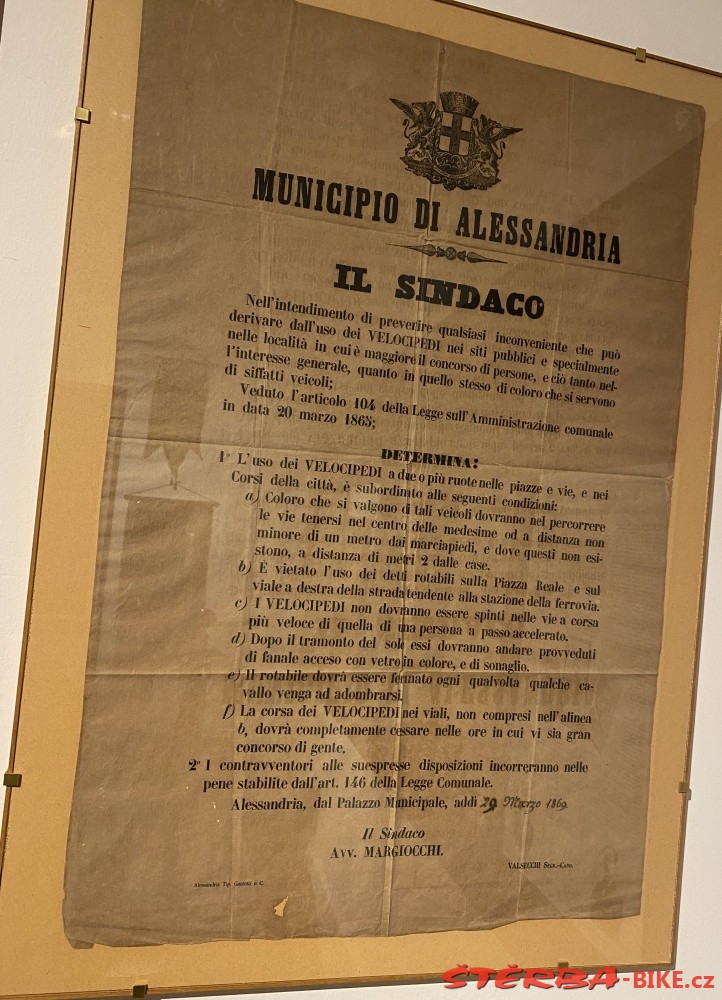 MUNICIPIO DI ALESSANDRIA
IL SINDACO
Nell'intendimento di prevenire qualsiasi inconveniente che può
derivare dall'uso dei VELOCIPEDI nei siti pubblici e specialmente
nelle località in cui è maggiore il concorso di persone, e ciò tanto nel-
l'interesse generale, quanto in quello stesso di coloro che si servono
di siffatti veicoli;
Veduto l'articolo 104 della Legge sull'Amministrazione comunale
in data 20 marzo 1865;
DETERMINA:
1º L'uso dei VELOCIPEDI a due o più ruote nelle piazze e vie, e nei
Corsi della città, è subordinato alle seguenti condizioni:
a) Coloro che si valgono di tali veicoli dovranno nel percorrere
le vie tenersi nel centro delle medesime od a distanza non
minore di un metro dai marciapiedi, e dove questi non esi-
stono, a distanza di metri 2 dalle case.
b) È vietato l'uso dei detti rotabili sulla Piazza Reale e sul
viale a destra della strada tendente alla stazione della ferrovia.
c) I VELOCIPEDI non dovranno essere spinti nelle vie a corsa
più veloce di quella di una persona a passo accelerato.
d) Dopo il tramonto del sole essi dovranno andare provveduti
di fanale acceso con vetro in colore, e di sonaglio.
e) Il rotabile dovrà essere fermato ogni qualvolta qualche ca-
vallo venga ad adombrarsi.
f) La corsa dei VELOCIPEDI nei viali, non compresi nell'alinea
b, dovrà completamente cessare nelle ore in cui vi sia gran
concorso di gente.
2º I contravventori alle suespresse disposizioni incorreranno nelle
pene stabilite dall'art. 146 della Legge Comunale.
Alessandria, dal Palazzo Municipale, addì 29 Marzo 1869
Il Sindaco
Avv. MARGIOCCHI.
VALSECCHI Segr.-Capo.
Alessandria Tip. e C.
ŠTĚRBA-BIKE.cz